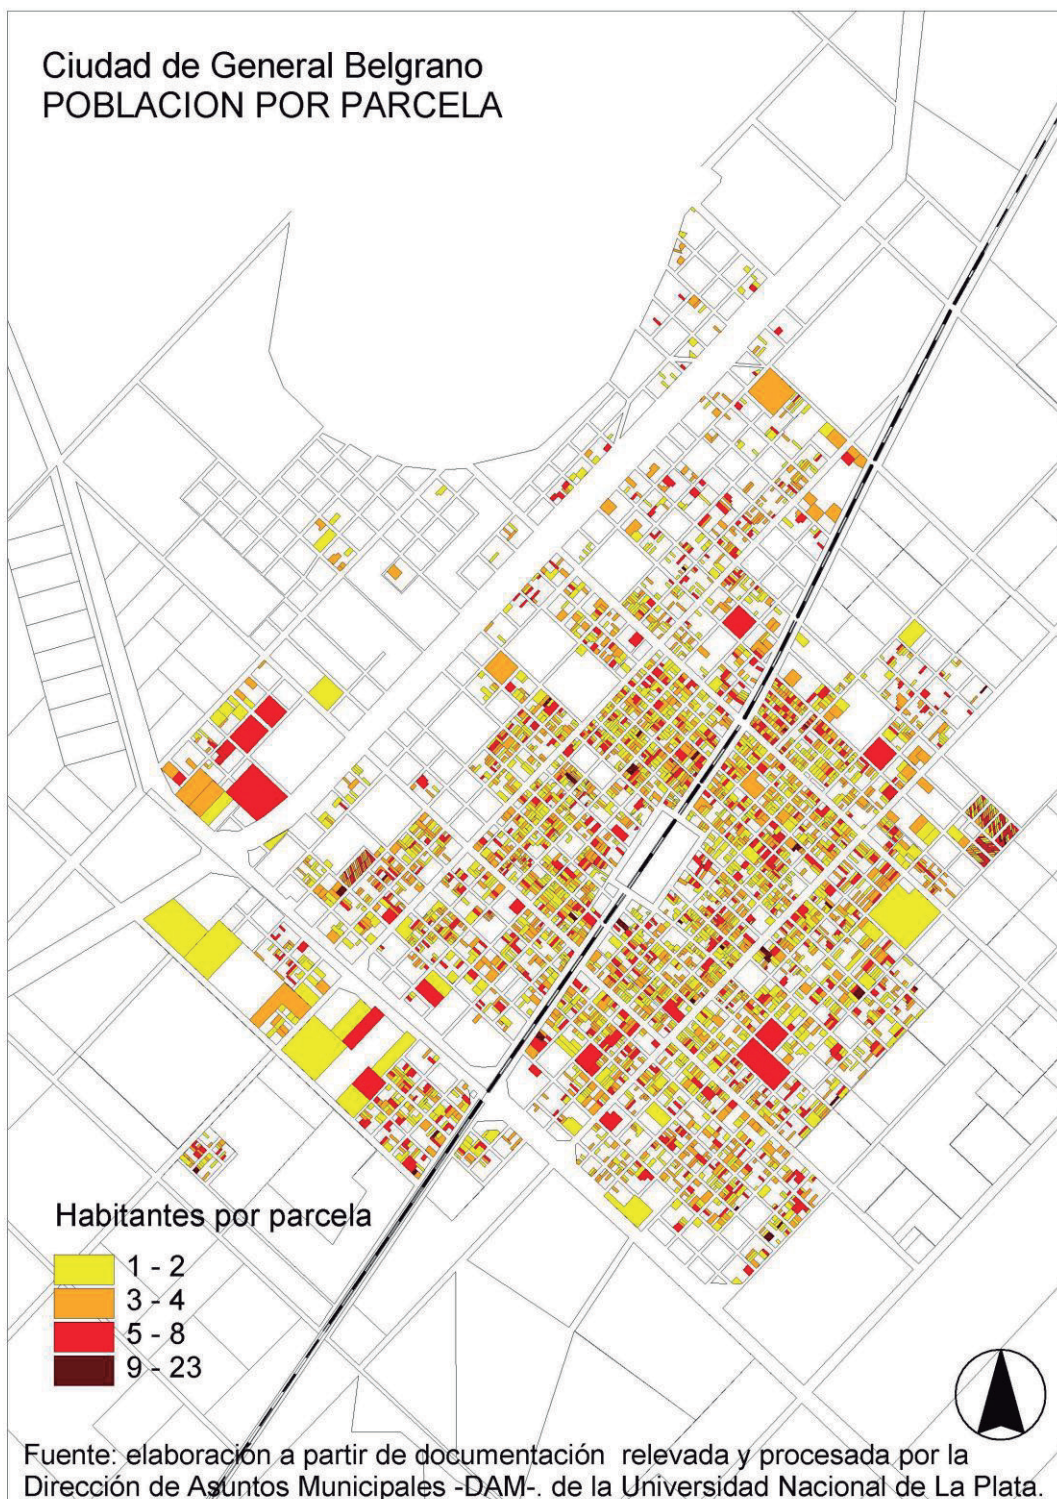 Ciudad de General Belgrano
POBLACION POR PARCELA
Habitantes por parcela
1 - 2
3 - 4
5 - 8
9 - 23
Fuente: elaboración a partir de documentación relevada y procesada por la
Dirección de Asuntos Municipales -DAM-. de la Universidad Nacional de La Plata.